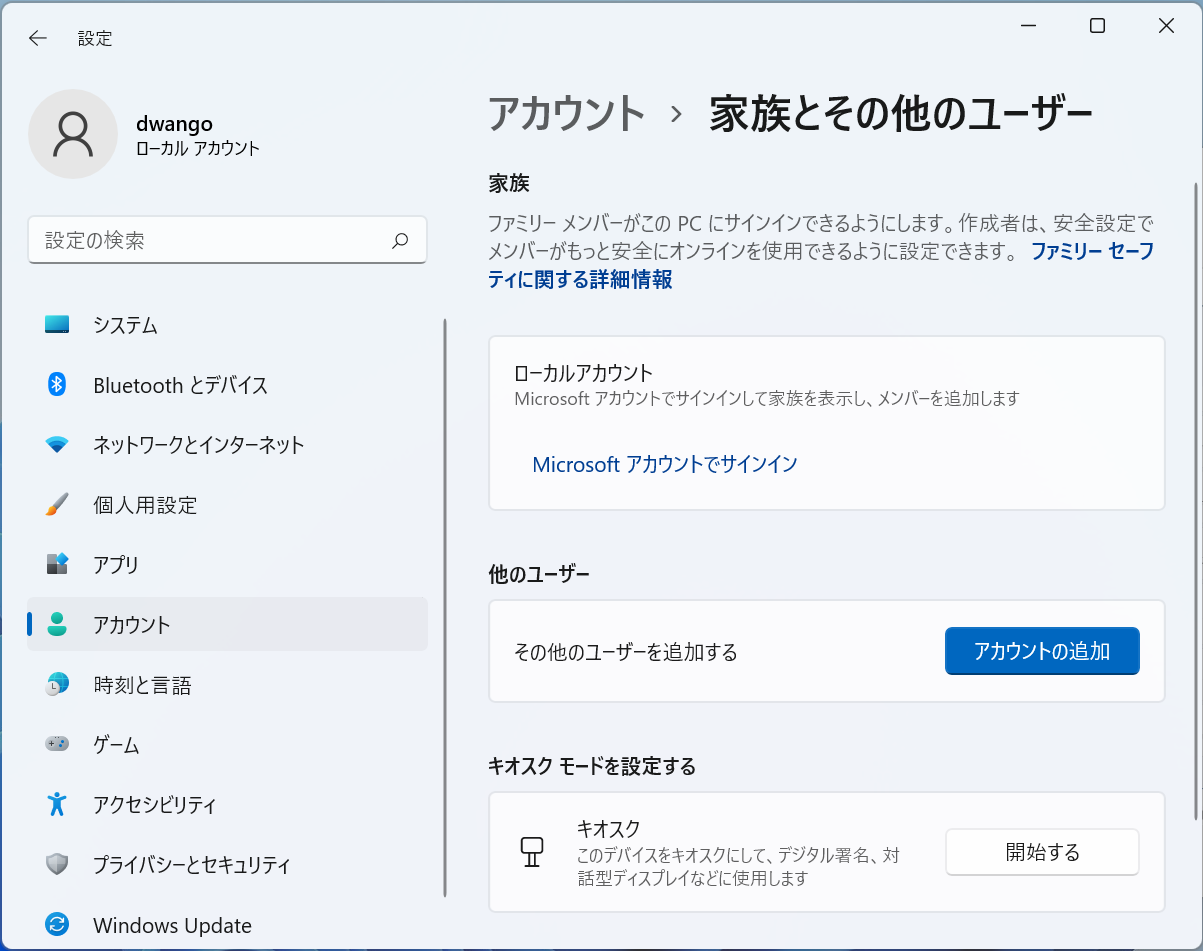 設定
dwango
ローカル アカウント
設定の検索
システム
Bluetooth とデバイス
ネットワークとインターネット
個人用設定
アプリ
アカウント
時刻と言語
ゲーム
アクセシビリティ
プライバシーとセキュリティ
Windows Update
アカウント › 家族とその他のユーザー
家族
ファミリー メンバーがこの PC にサインインできるようにします。作成者は、安全設定で
メンバーがもっと安全にオンラインを使用できるように設定できます。 ファミリー セーフ
ティに関する詳細情報
ローカルアカウント
Microsoft アカウントでサインインして家族を表示し、メンバーを追加します
Microsoft アカウントでサインイン
他のユーザー
その他のユーザーを追加する
アカウントの追加
キオスク モードを設定する
キオスク
このデバイスをキオスクにして、デジタル署名、対
話型ディスプレイなどに使用します
開始する